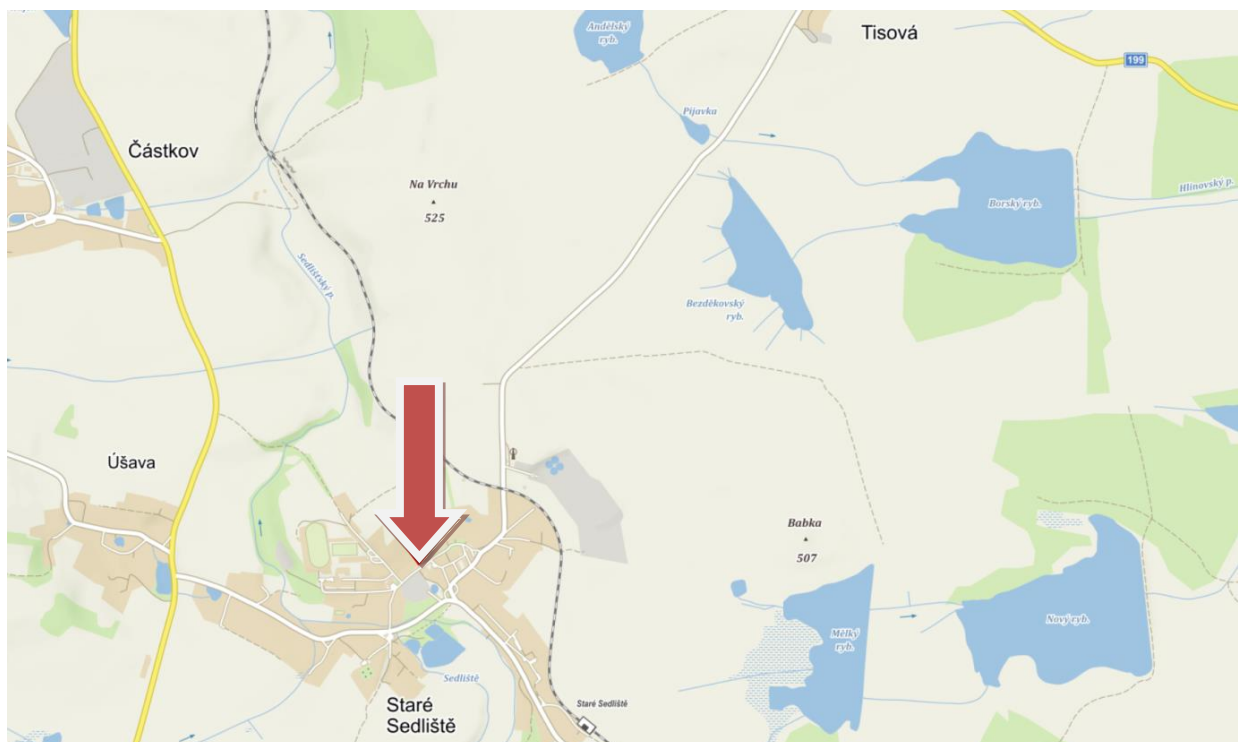 Andělský
ryb.
Tisová
199
Pijavka
Částkov
Na Vrchu
525
Hlinovský p.
Borský ryb.
Sedlišťský p.
Bezděkovský
ryb.
Úšava
Babka
507
Nový ryb.
Mělký
ryb.
Sedliště
Staré
Sedliště
Staré Sedliště